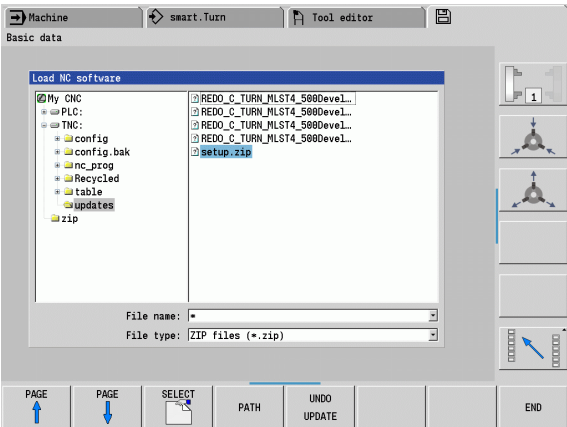 Machine
smart.Turn
Tool editor
Basic data
Load NC software
My CNC
PLC:
TNC:
config
config.bak
nc_prog
Recycled
table
updates
zip
REDO_C_TURN_MLST4_500Devel...
REDO_C_TURN_MLST4_500Devel...
REDO_C_TURN_MLST4_500Devel...
REDO_C_TURN_MLST4_500Devel...
setup.zip
File name: *
File type: ZIP files (*.zip)
1
PAGE
PAGE
SELECT
PATH
UNDO
UPDATE
END